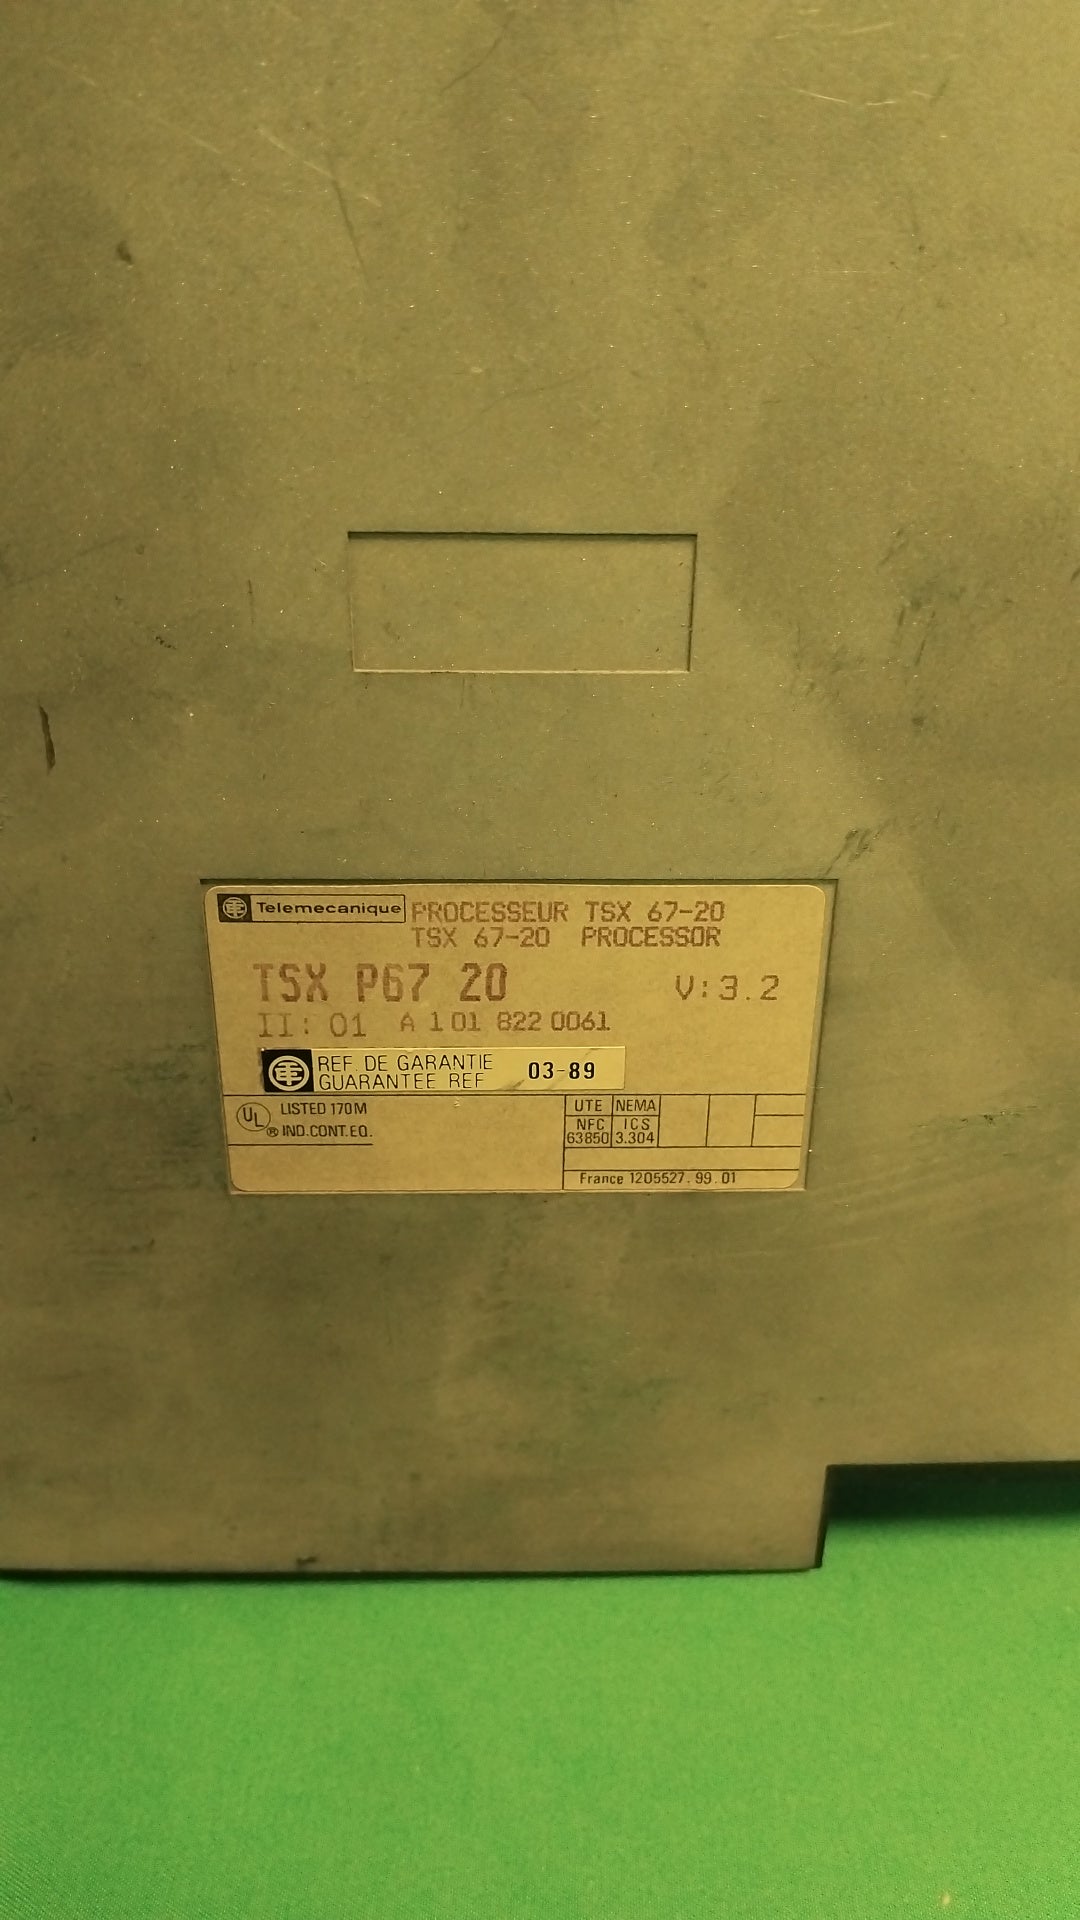 Telemecanique PROCESSEUR TSX 67-20
TSX 67-20 PROCESSOR
TSX P67 20 V:3.2
II: 01 A 101 822 0061
REF. DE GARANTIE
GUARANTEE REF 03-89
UL ® LISTED 170M
IND.CONT.EQ.
UTE NEMA
NFC ICS
63850 3.304
France 1205527.99.01